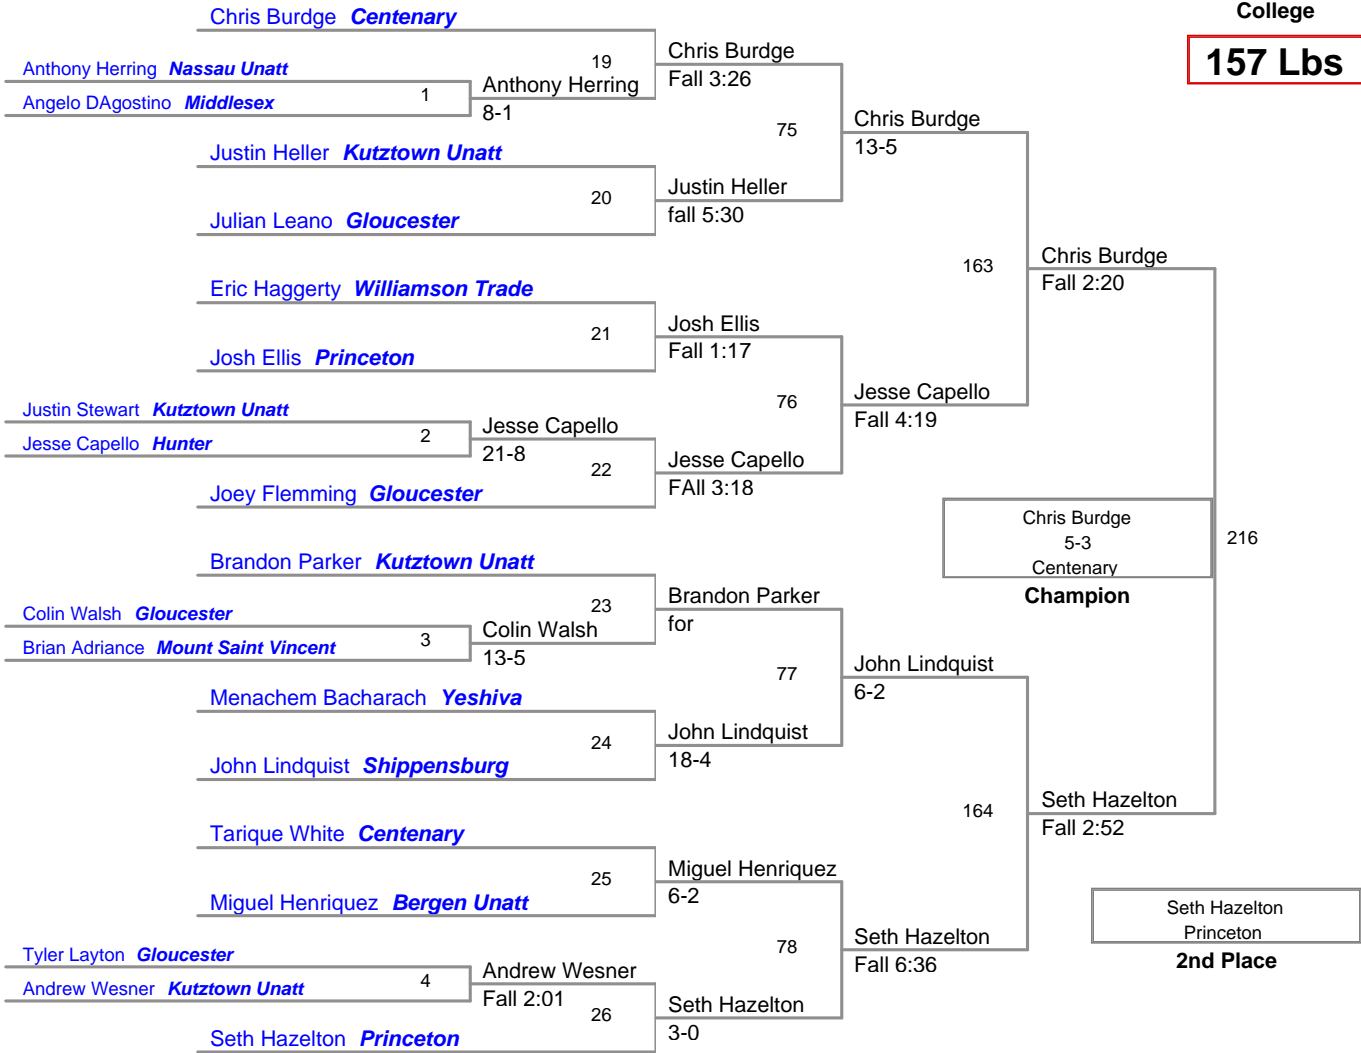 College
157 Lbs
Chris Burdge Centenary
Anthony Herring Nassau Unatt
Angelo DAgostino Middlesex
1
Anthony Herring
8-1
19
Chris Burdge
Fall 3:26
Justin Heller Kutztown Unatt
Julian Leano Gloucester
20
Justin Heller
fall 5:30
75
Chris Burdge
13-5
Eric Haggerty Williamson Trade
Josh Ellis Princeton
21
Josh Ellis
Fall 1:17
Justin Stewart Kutztown Unatt
Jesse Capello Hunter
2
Jesse Capello
21-8
Joey Flemming Gloucester
22
Jesse Capello
FAll 3:18
76
Jesse Capello
Fall 4:19
163
Chris Burdge
Fall 2:20
Brandon Parker Kutztown Unatt
Colin Walsh Gloucester
Brian Adriance Mount Saint Vincent
3
Colin Walsh
13-5
23
Brandon Parker
for
Menachem Bacharach Yeshiva
John Lindquist Shippensburg
24
John Lindquist
18-4
77
John Lindquist
6-2
Tarique White Centenary
Miguel Henriquez Bergen Unatt
25
Miguel Henriquez
6-2
Tyler Layton Gloucester
Andrew Wesner Kutztown Unatt
4
Andrew Wesner
Fall 2:01
Seth Hazelton Princeton
26
Seth Hazelton
3-0
78
Seth Hazelton
Fall 6:36
164
Seth Hazelton
Fall 2:52
216
Chris Burdge
5-3
Centenary
Champion
Seth Hazelton
Princeton
2nd Place